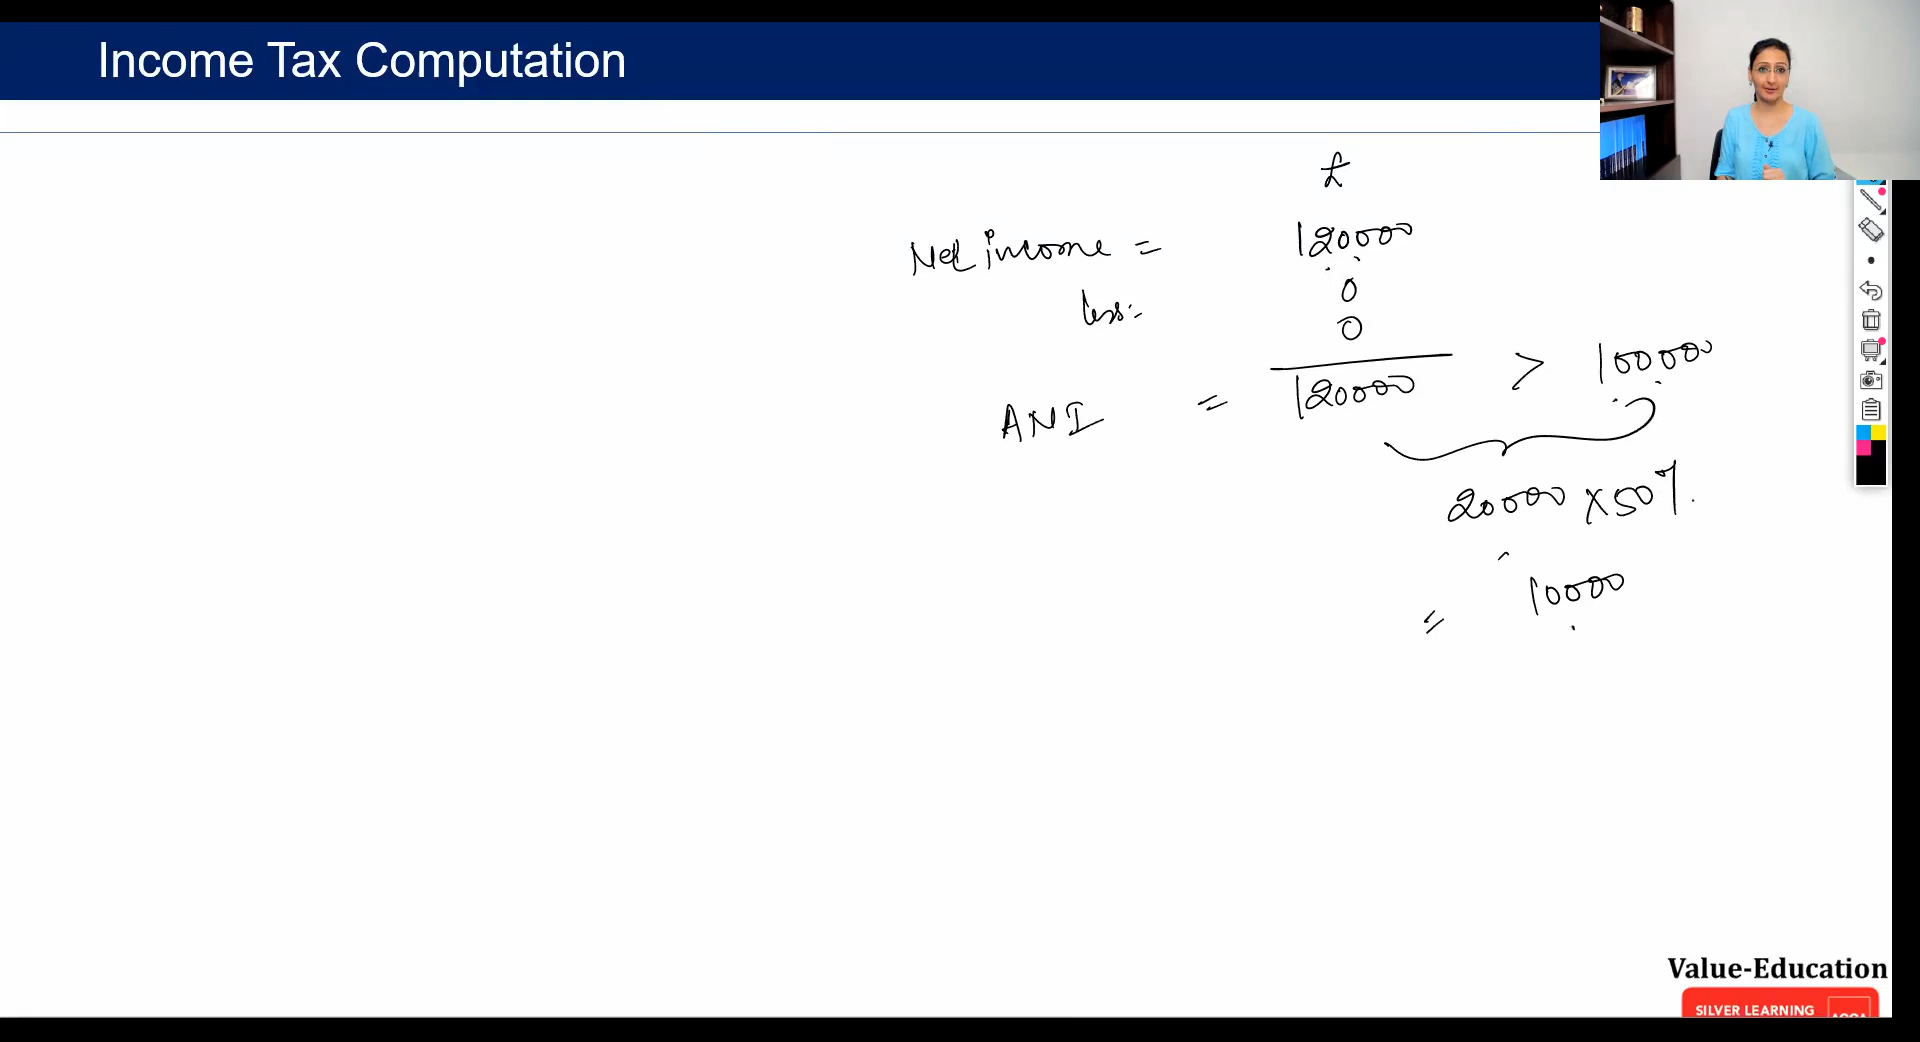 Income Tax Computation
£
Net income = 120000
less:- 0
0
ANI = 120000 > 100000
20000 x 50%.
= 10000
Value-Education
SILVER LEARNING
ACCA